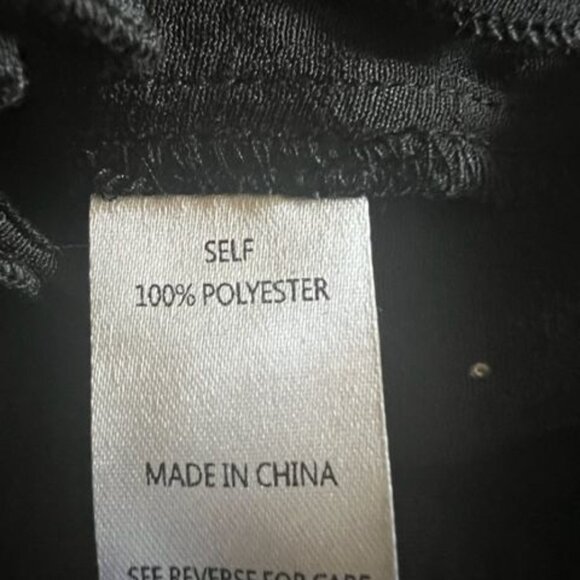 SELF
100% POLYESTER
MADE IN CHINA
SEE REVERSE FOR CARE